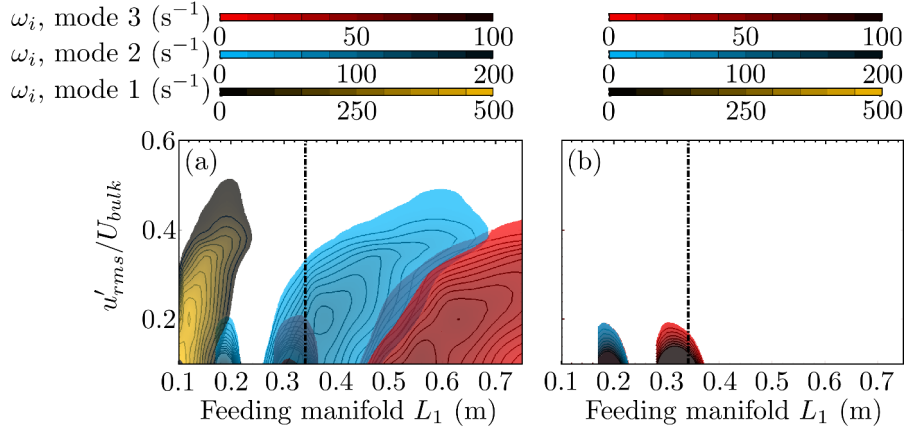 ωᵢ, mode 3 (s⁻¹)
0 50 100 0 50 100
ωᵢ, mode 2 (s⁻¹)
0 100 200 0 100 200
ωᵢ, mode 1 (s⁻¹)
0 250 500 0 250 500
0.6
(a) (b)
0.4
0.2
u'rms/Ubulk
0.1 0.2 0.3 0.4 0.5 0.6 0.7 0.1 0.2 0.3 0.4 0.5 0.6 0.7
Feeding manifold L₁ (m) Feeding manifold L₁ (m)